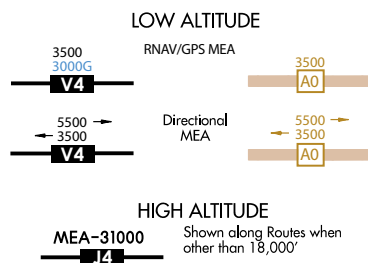 LOW ALTITUDE
RNAV/GPS MEA
3500
3000G
V4
3500
A0
Directional
MEA
5500
3500
V4
5500
3500
A0
HIGH ALTITUDE
MEA-31000
J4
Shown along Routes when
other than 18,000'